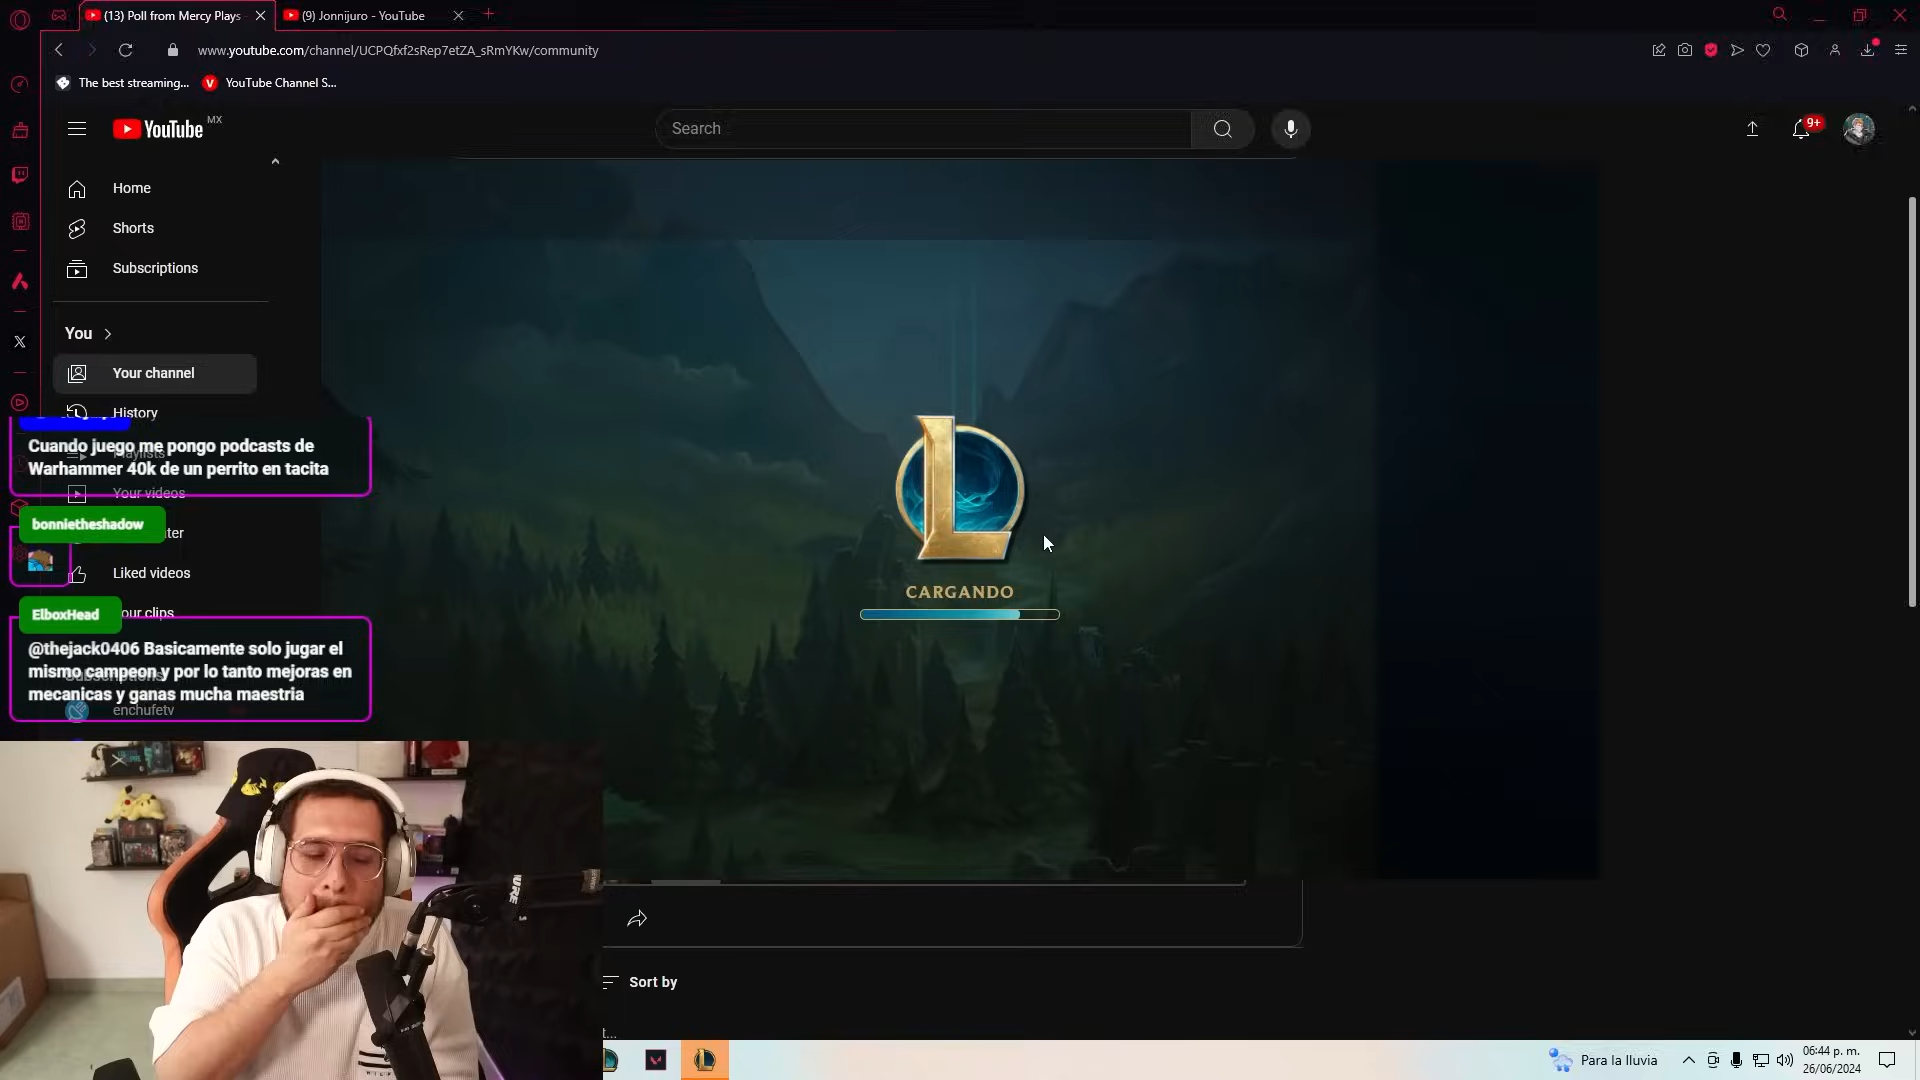 (13) Poll from Mercy Plays
(9) Jonnijuro - YouTube
www.youtube.com/channel/UCPQfxf2sRep7etZA_sRmYKw/community
The best streaming...
YouTube Channel S...
YouTube MX
Search
9+
Home
Shorts
Subscriptions
You
Your channel
History
Cuando juego me pongo podcasts de
Warhammer 40k de un perrito en tacita
Playlists
Your videos
bonnietheshadow
Liked videos
ElboxHead
our clips
@thejack0406 Basicamente solo jugar el
mismo campeon y por lo tanto mejoras en
mecanicas y ganas mucha maestria
Subscriptions
enchufetv
CARGANDO
Sort by
Para la lluvia
06:44 p. m.
26/06/2024